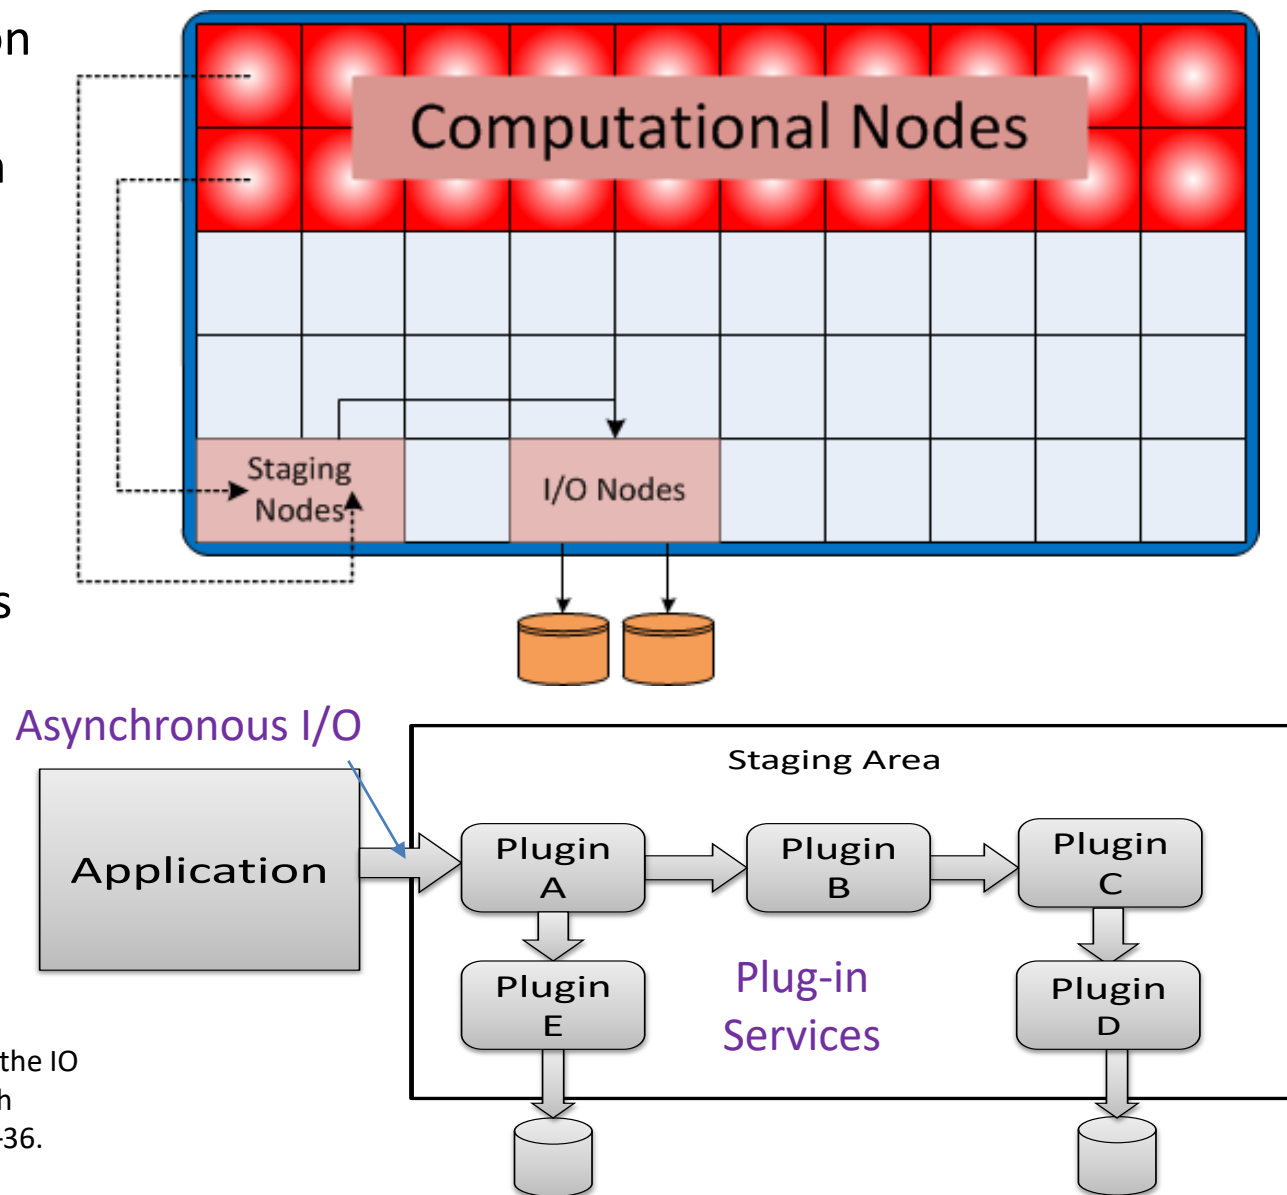 on
Computational Nodes
Staging
Nodes
I/O Nodes
s
Asynchronous I/O
Staging Area
Application
Plugin
A
Plugin
B
Plugin
C
Plugin
E
Plug-in
Services
Plugin
D
the IO
-36.